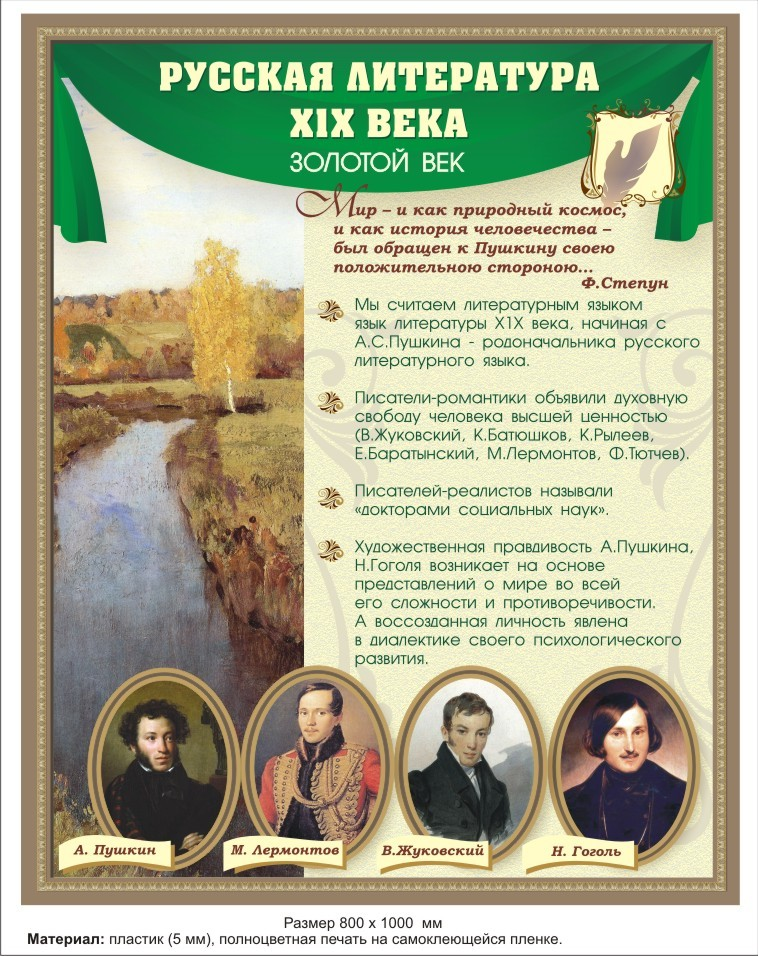 РУССКАЯ ЛИТЕРАТУРА
XIX ВЕКА
ЗОЛОТОЙ ВЕК
Мир – и как природный космос,
и как история человечества –
был обращен к Пушкину своею
положительной стороною...
Ф.Степун
Мы считаем литературным языком
язык литературы X1X века, начиная с
А.С.Пушкина - родоначальника русского
литературного языка.
Писатели-романтики объявили духовную
свободу человека высшей ценностью
(В.Жуковский, К.Батюшков, К.Рылеев,
Е.Баратынский, М.Лермонтов, Ф.Тютчев).
Писателей-реалистов называли
«докторами социальных наук».
Художественная правдивость А.Пушкина,
Н.Гоголя возникает на основе
представлений о мире во всей
его сложности и противоречивости.
А воссозданная личность явлена
в диалектике своего психологического
развития.
А. Пушкин
М. Лермонтов
В.Жуковский
Н. Гоголь
Размер 800 х 1000 мм
Материал: пластик (5 мм), полноцветная печать на самоклеющейся пленке.